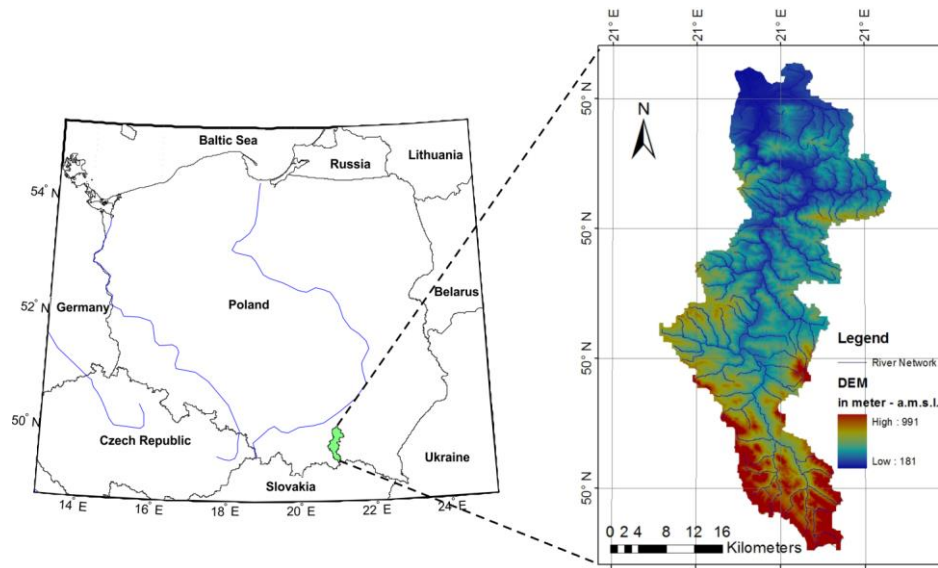 Baltic Sea
Russia
Lithuania
Germany
Poland
Belarus
Czech Republic
Slovakia
Ukraine
54°
52°
50°
14° E
16° E
18° E
20° E
22° E
24° E
21° E
21° E
21° E
21° E
50° N
50° N
50° N
50° N
N
Legend
River Network
DEM
in meter - a.m.s.l.
High : 991
Low : 181
0 2 4 8 12 16
Kilometers